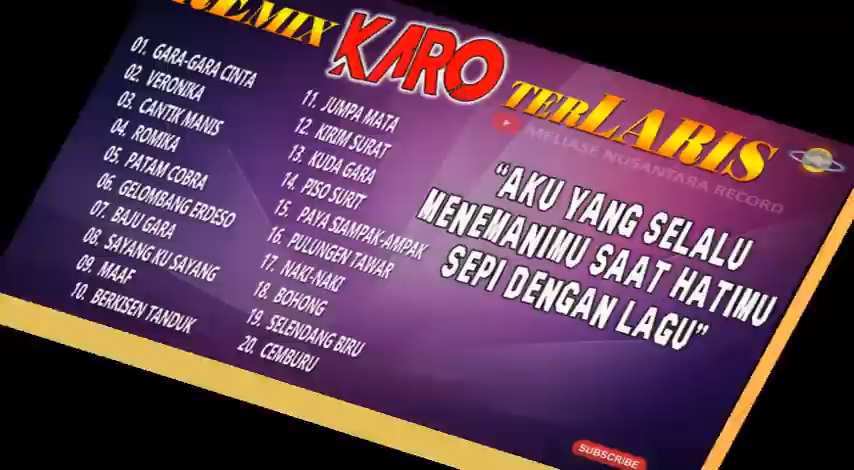 REMIX KARO TERLARIS
MELIASE NUSANTARA RECORD
01. GARA-GARA CINTA
02. VERONIKA
03. CANTIK MANIS
04. ROMIKA
05. PATAM COBRA
06. GELOMBANG ERDESO
07. BAJU GARA
08. SAYANG KU SAYANG
09. MAAF
10. BERKISEN TANDUK
11. JUMPA MATA
12. KIRIM SURAT
13. KUDA GARA
14. PISO SURIT
15. PAYA SIAMPAK-AMPAK
16. PULUNGEN TAWAR
17. NAKI-NAKI
18. BOHONG
19. SELENDANG BIRU
20. CEMBURU
“AKU YANG SELALU
MENEMANIMU SAAT HATIMU
SEPI DENGAN LAGU”
SUBSCRIBE